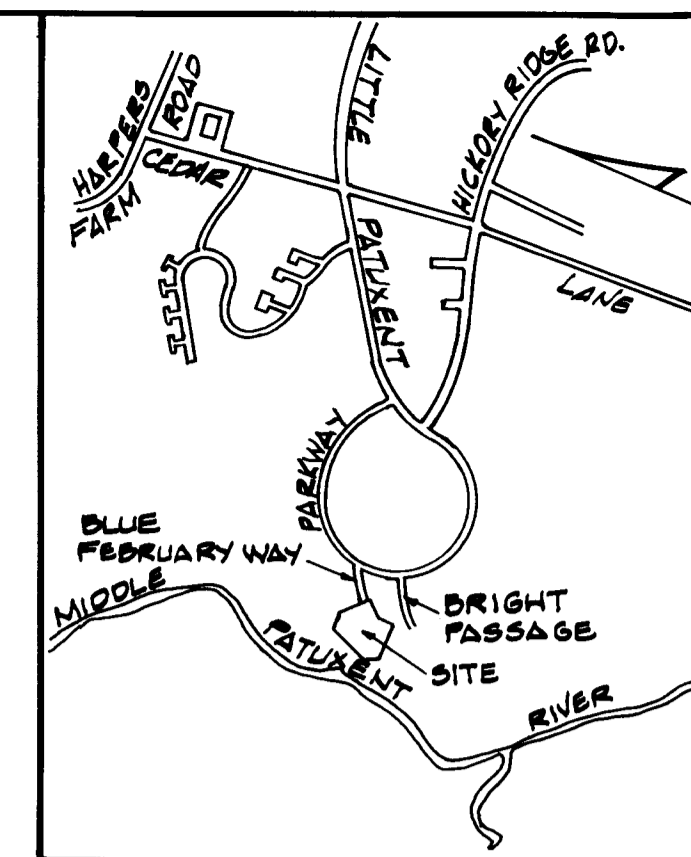 HARPERS
FARM
ROAD
CEDAR
LITTLE
PATUXENT
HICKORY RIDGE RD.
LANE
PARKWAY
BLUE
FEBRUARY WAY
MIDDLE
PATUXENT
BRIGHT
PASSAGE
SITE
RIVER